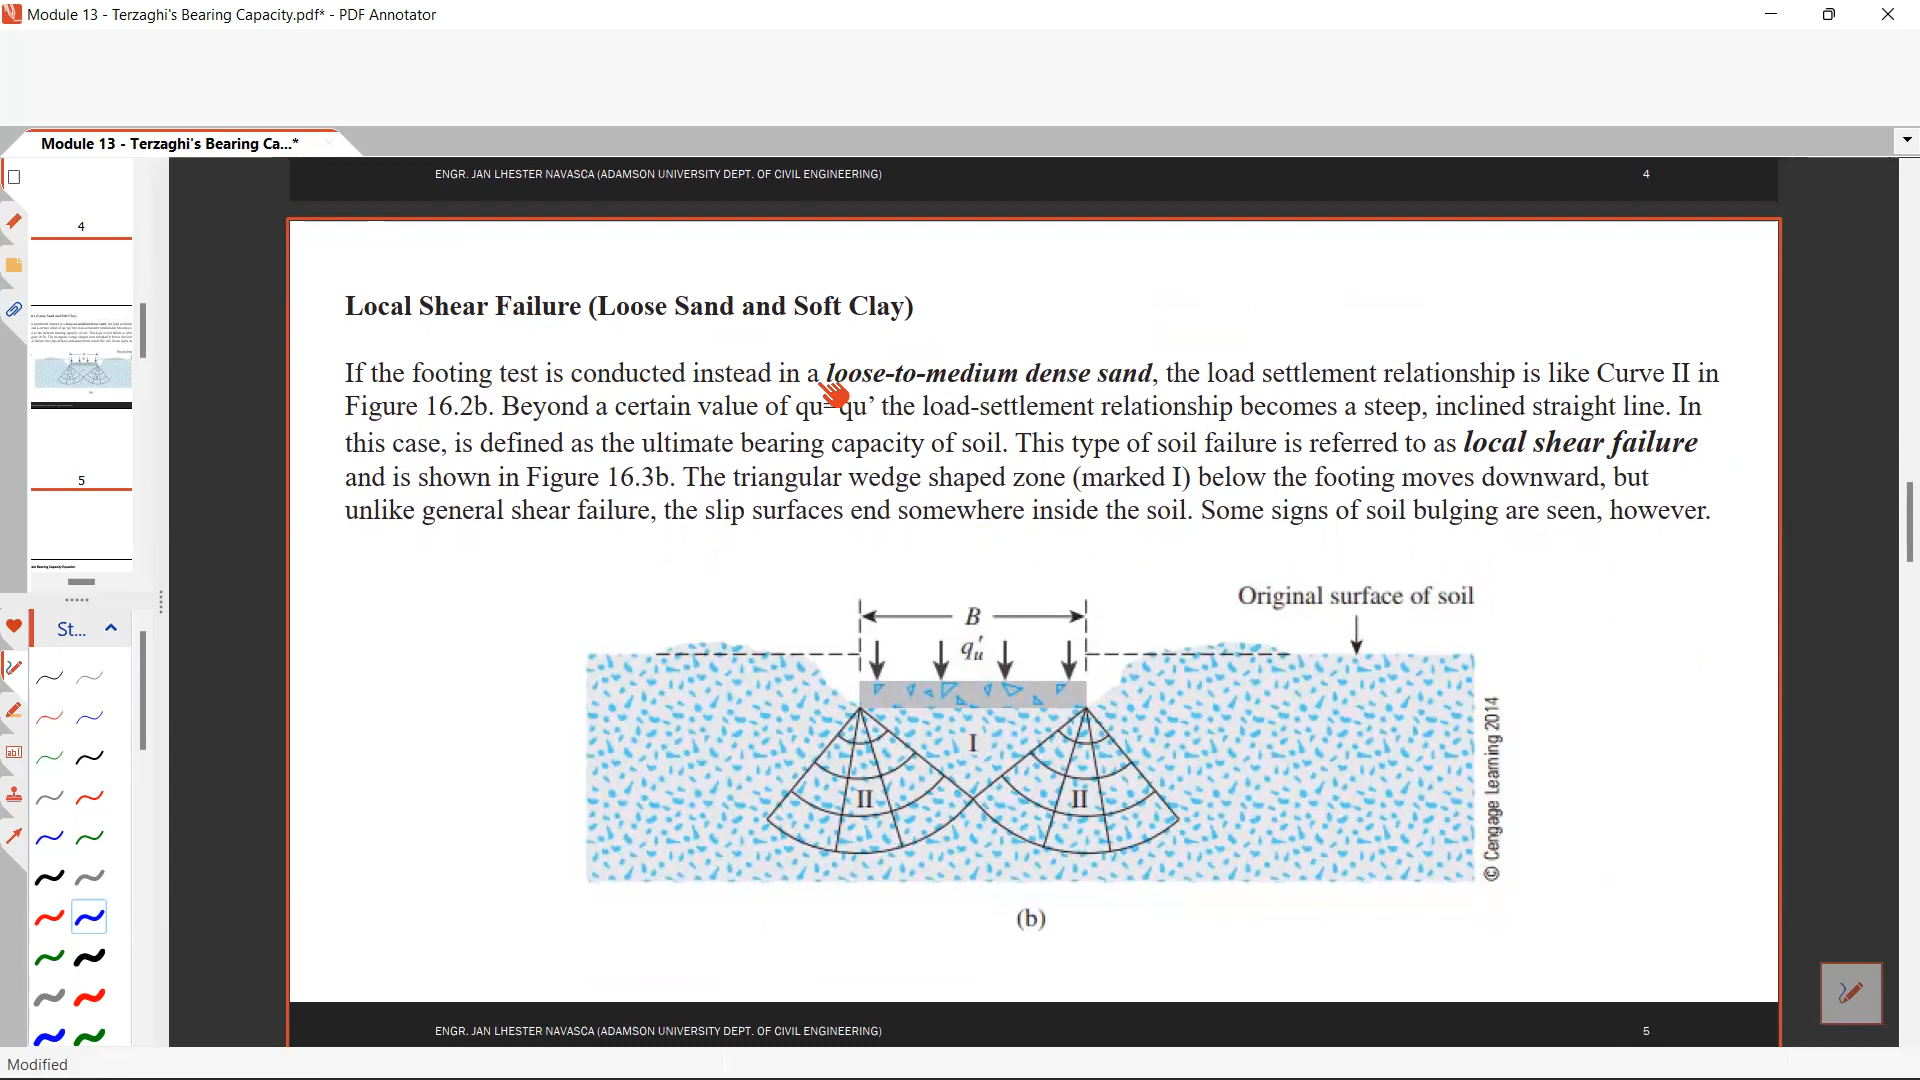 Module 13 - Terzaghi's Bearing Capacity.pdf* - PDF Annotator
Module 13 - Terzaghi's Bearing Ca...*
ENGR. JAN LHESTER NAVASCA (ADAMSON UNIVERSITY DEPT. OF CIVIL ENGINEERING)
4
4
5
St...
Local Shear Failure (Loose Sand and Soft Clay)
If the footing test is conducted instead in a loose-to-medium dense sand, the load settlement relationship is like Curve II in
Figure 16.2b. Beyond a certain value of qu=qu’ the load-settlement relationship becomes a steep, inclined straight line. In
this case, is defined as the ultimate bearing capacity of soil. This type of soil failure is referred to as local shear failure
and is shown in Figure 16.3b. The triangular wedge shaped zone (marked I) below the footing moves downward, but
unlike general shear failure, the slip surfaces end somewhere inside the soil. Some signs of soil bulging are seen, however.
Original surface of soil
B
q'u
I
II
II
© Cengage Learning 2014
(b)
ENGR. JAN LHESTER NAVASCA (ADAMSON UNIVERSITY DEPT. OF CIVIL ENGINEERING)
5
Modified